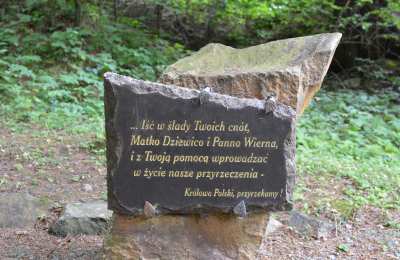 ... Iść w ślady Twoich cnót,
Matko Dziewico i Panno Wierna,
i z Twoją pomocą wprowadzać
w życie nasze przyrzeczenia -
Królowo Polski, przyrzekamy !